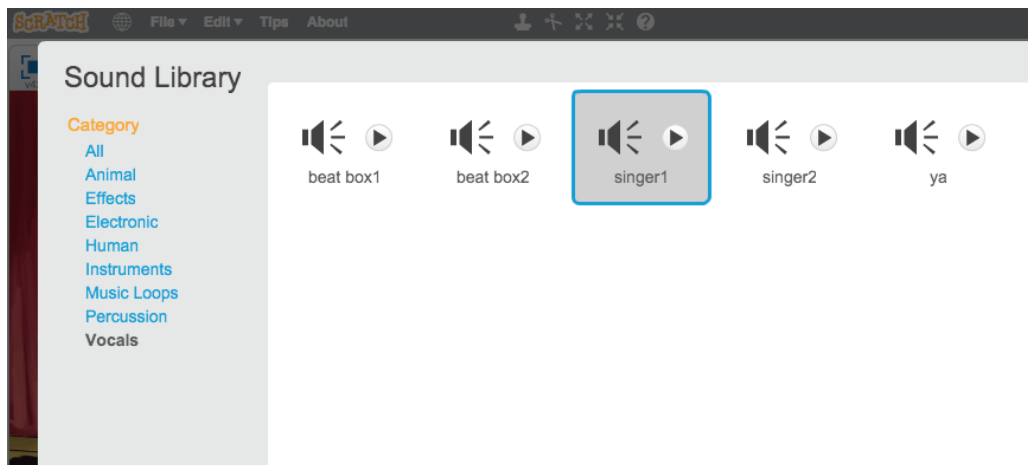 SCRATCH File Edit Tips About
Sound Library
Category
All
Animal
Effects
Electronic
Human
Instruments
Music Loops
Percussion
Vocals
beat box1 beat box2 singer1 singer2 ya